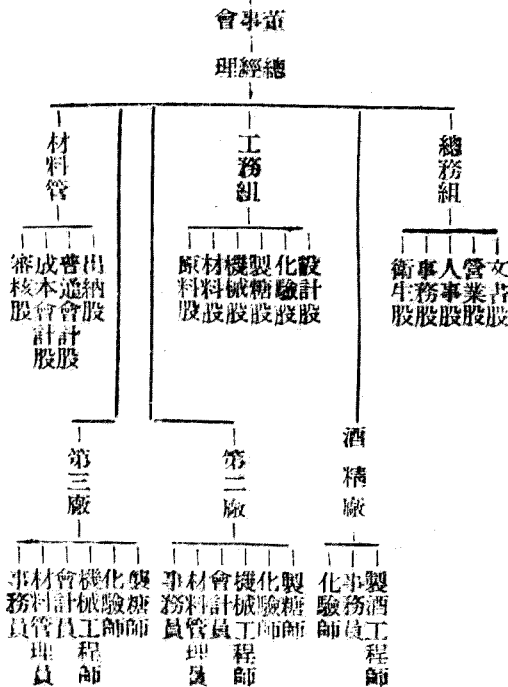 董事會
總經理
總務組
文書股
營業股
人事股
事務股
衛生股
工務組
設計股
化驗股
製糖股
機械股
材料股
原料股
材料管
出納股
普通會計股
成本會計股
審核股
酒精廠
製酒工程師
事務員
化驗師
第二廠
製糖師
化驗師
機械工程師
會計員
材料管理員
事務員
第三廠
製糖師
化驗師
機械工程師
會計員
材料管理員
事務員